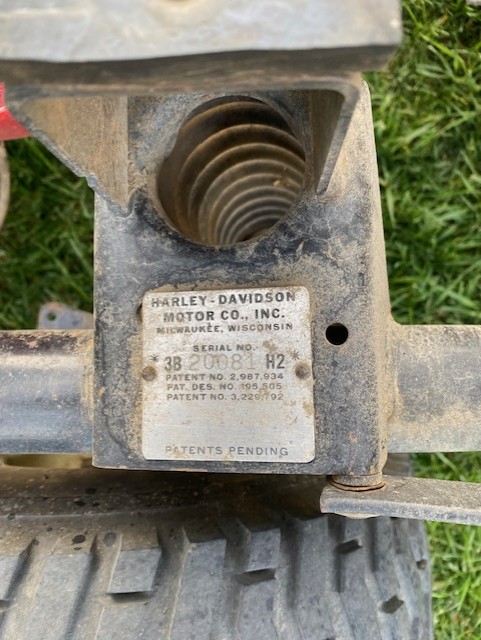 HARLEY-DAVIDSON
MOTOR CO., INC.
MILWAUKEE, WISCONSIN
SERIAL NO.
*3B 20081 H2*
PATENT NO. 2,987,934
PAT. DES. NO. 195,505
PATENT NO. 3,229,792
PATENTS PENDING